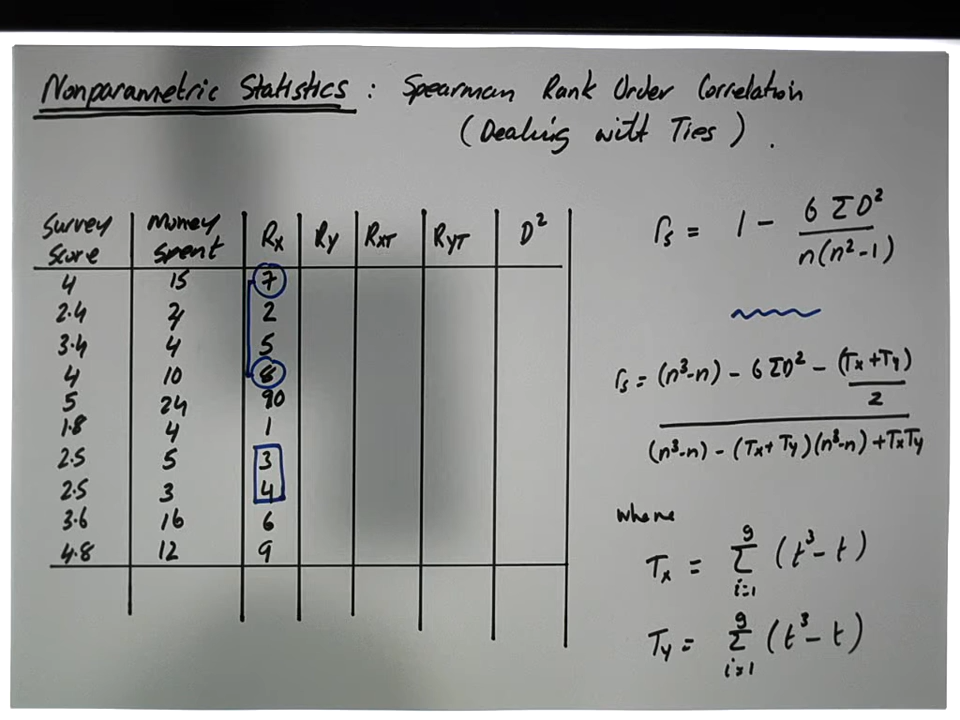 Nonparametric Statistics : Spearman Rank Order Correlation
(Dealing with Ties).
Survey Score | Money Spent | Rx | Ry | RxT | RyT | D²
4 | 15 | 7
2.4 | | 2
3.4 | 4 | 5
4 | 10 | 8
5 | 24 | 
1.8 | 4 | 1
2.5 | 5 | 3
2.5 | 3 | 4
3.6 | 16 | 6
4.8 | 12 | 9
rs = 1 - 6 ΣD² / n(n²-1)
rs = (n³-n) - 6ΣD² - (Tx+Ty)/2 / (n³-n) - (Tx+Ty)(n³-n) + TxTy
where
Tx = g Σ i=1 (t³-t)
Ty = g Σ i=1 (t³-t)